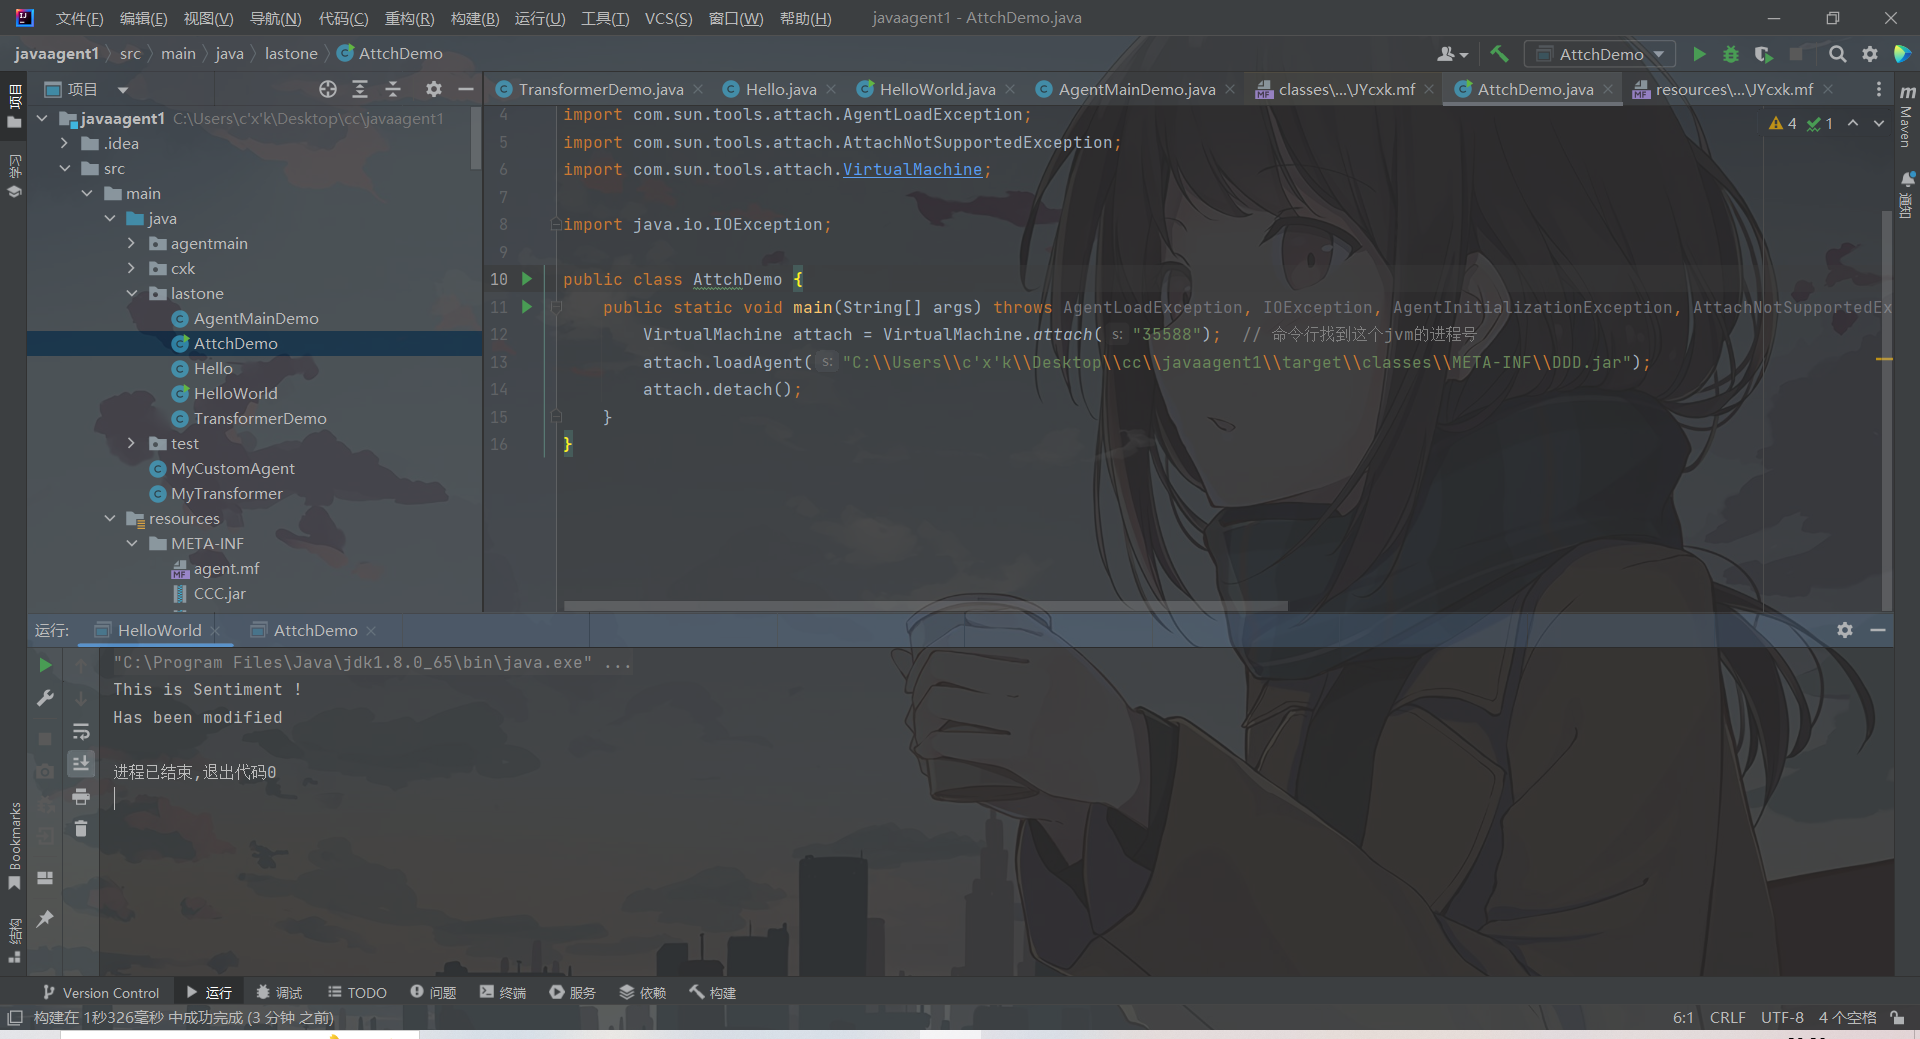 文件(F) 编辑(E) 视图(V) 导航(N) 代码(C) 重构(R) 构建(B) 运行(U) 工具(T) VCS(S) 窗口(W) 帮助(H) javaagent1 - AttchDemo.java
javaagent1 src main java lastone AttchDemo
AttchDemo
项目
TransformerDemo.java Hello.java HelloWorld.java AgentMainDemo.java classes\...\JYcxk.mf AttchDemo.java resources\...\JYcxk.mf
项目
学习
javaagent1 C:\Users\c'x'k\Desktop\cc\javaagent1
.idea
src
main
java
agentmain
cxk
lastone
AgentMainDemo
AttchDemo
Hello
HelloWorld
TransformerDemo
test
MyCustomAgent
MyTransformer
resources
META-INF
agent.mf
CCC.jar
4 import com.sun.tools.attach.AgentLoadException;
5 import com.sun.tools.attach.AttachNotSupportedException;
6 import com.sun.tools.attach.VirtualMachine;
7
8 import java.io.IOException;
9
10 public class AttchDemo {
11 public static void main(String[] args) throws AgentLoadException, IOException, AgentInitializationException, AttachNotSupportedEx
12 VirtualMachine attach = VirtualMachine.attach( s: "35588"); // 命令行找到这个jvm的进程号
13 attach.loadAgent( s: "C:\\Users\\c'x'k\\Desktop\\cc\\javaagent1\\target\\classes\\META-INF\\DDD.jar");
14 attach.detach();
15 }
16 }
4 1
Maven
通知
运行: HelloWorld AttchDemo
"C:\Program Files\Java\jdk1.8.0_65\bin\java.exe" ...
This is Sentiment !
Has been modified
进程已结束,退出代码0
Bookmarks
结构
Version Control 运行 调试 TODO 问题 终端 服务 依赖 构建
构建在 1秒326毫秒 中成功完成 (3 分钟 之前)
6:1 CRLF UTF-8 4 个空格